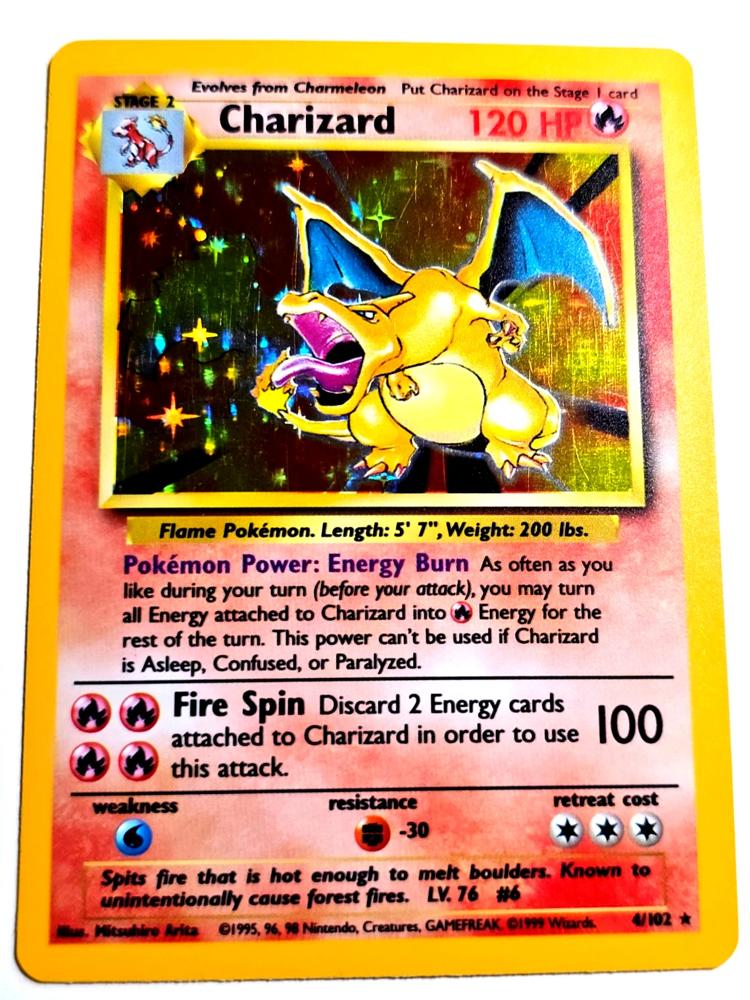 Evolves from Charmeleon Put Charizard on the Stage 1 card
STAGE 2
Charizard 120 HP
Flame Pokémon. Length: 5' 7", Weight: 200 lbs.
Pokémon Power: Energy Burn As often as you
like during your turn (before your attack), you may turn
all Energy attached to Charizard into Energy for the
rest of the turn. This power can't be used if Charizard
is Asleep, Confused, or Paralyzed.
Fire Spin Discard 2 Energy cards
attached to Charizard in order to use
this attack.
100
weakness resistance retreat cost
-30
Spits fire that is hot enough to melt boulders. Known to
unintentionally cause forest fires. LV. 76 #6
Illus. Mitsuhiro Arita ©1995, 96, 98 Nintendo, Creatures, GAMEFREAK. ©1999 Wizards. 4/102 ★